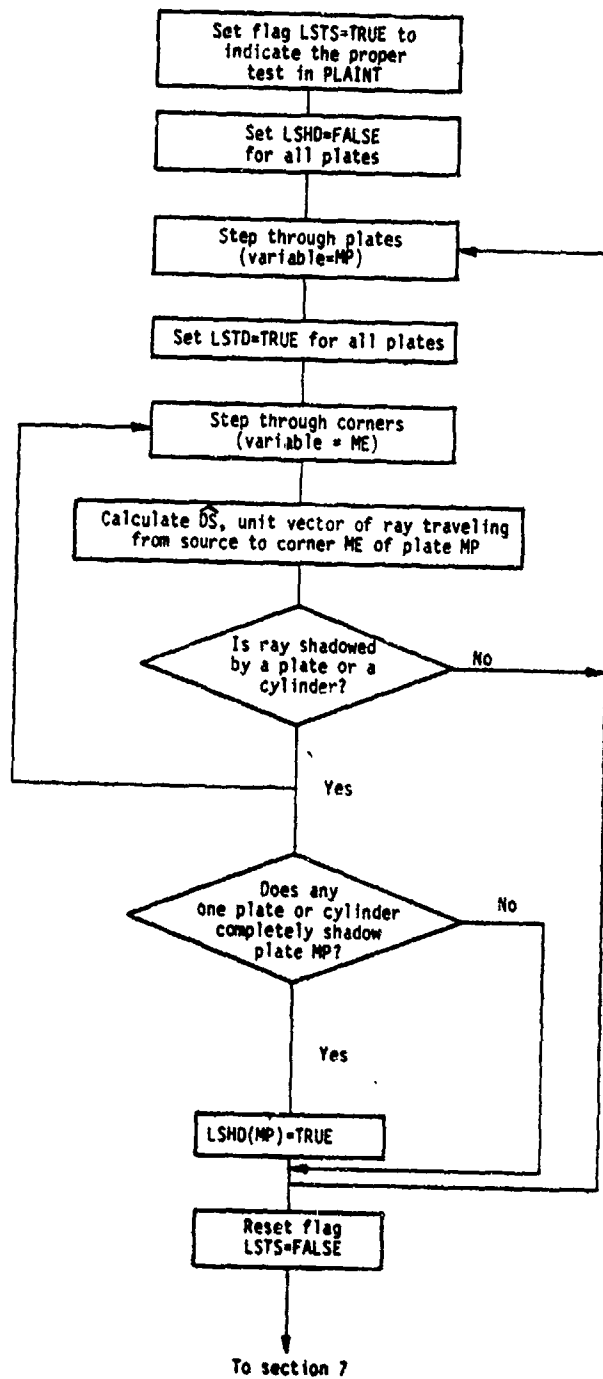 Set flag LSTS=TRUE to
indicate the proper
test in PLAINT
Set LSHD=FALSE
for all plates
Step through plates
(variable=MP)
Set LSTD=TRUE for all plates
Step through corners
(variable = ME)
Calculate D̂S, unit vector of ray traveling
from source to corner ME of plate MP
Is ray shadowed
by a plate or a
cylinder?
No
Yes
Does any
one plate or cylinder
completely shadow
plate MP?
No
Yes
LSHD(MP)=TRUE
Reset flag
LSTS=FALSE
To section 7